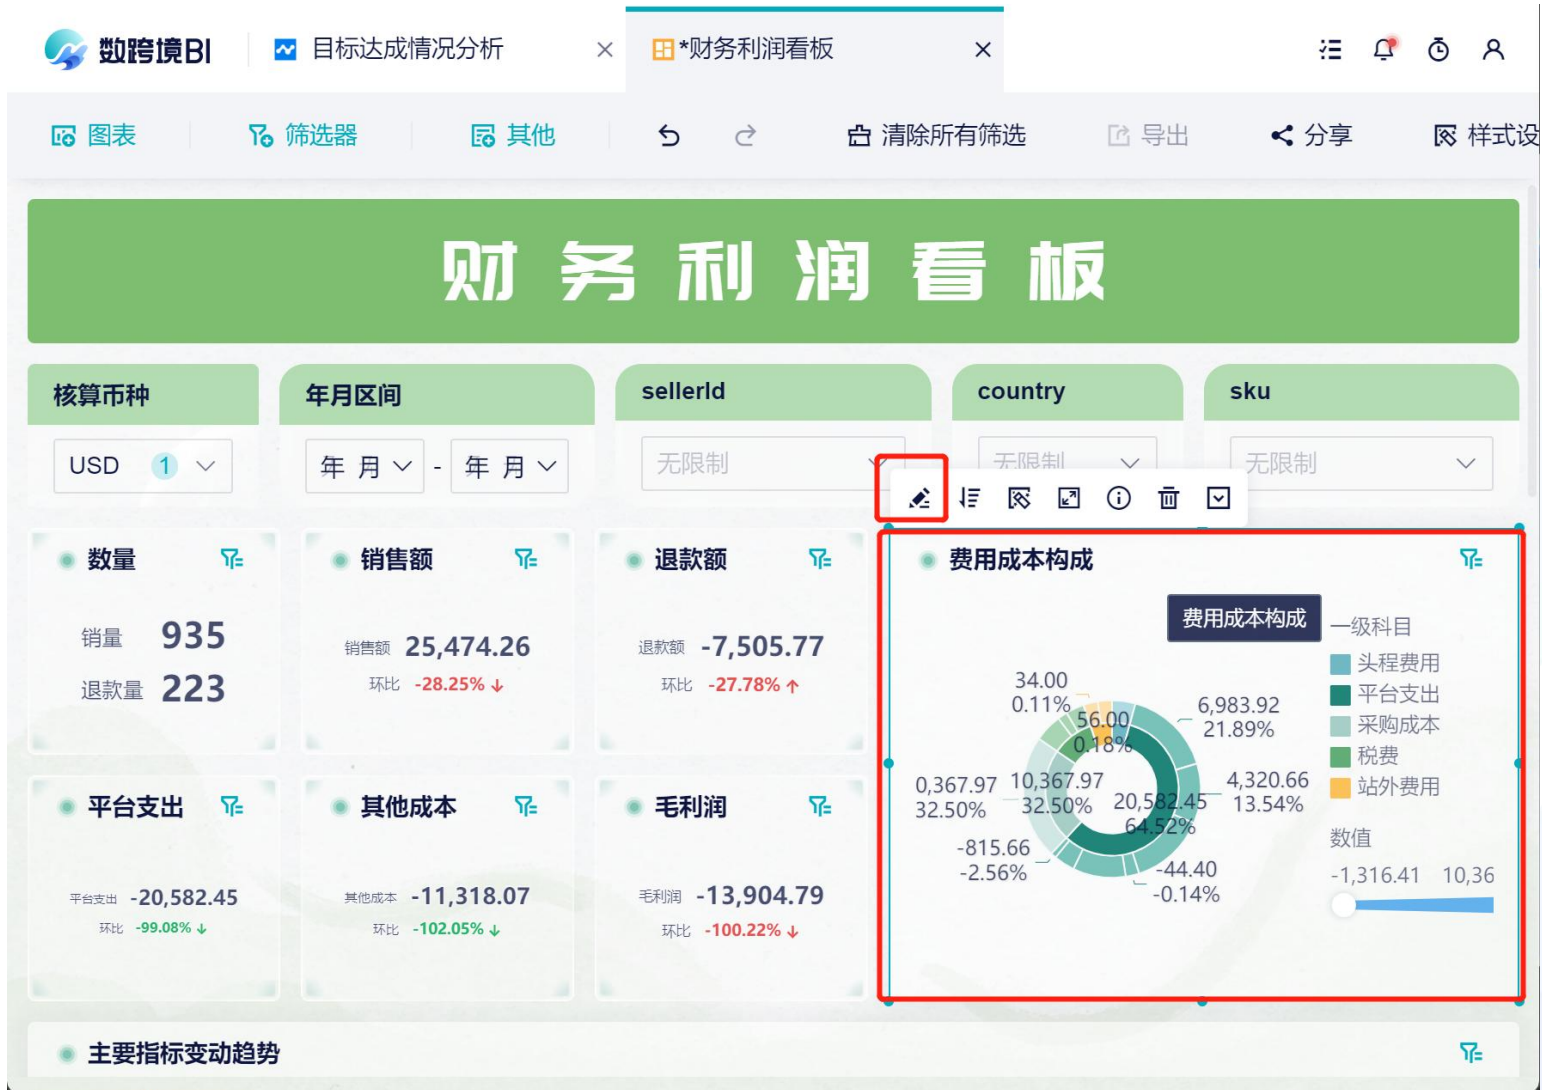 数跨境BI
目标达成情况分析
*财务利润看板
图表
筛选器
其他
清除所有筛选
导出
分享
样式设
财务利润看板
核算币种
年月区间
sellerId
country
sku
USD 1
年 月 - 年 月
无限制
无限制
无限制
数量
销量 935
退款量 223
销售额
销售额 25,474.26
环比 -28.25% ↓
退款额
退款额 -7,505.77
环比 -27.78% ↑
费用成本构成
费用成本构成
一级科目
头程费用
平台支出
采购成本
税费
站外费用
数值
-1,316.41 10,36
34.00
0.11%
56.00
0.18%
6,983.92
21.89%
0,367.97
32.50%
10,367.97
32.50%
20,582.45
64.52%
4,320.66
13.54%
-815.66
-2.56%
-44.40
-0.14%
平台支出
平台支出 -20,582.45
环比 -99.08% ↓
其他成本
其他成本 -11,318.07
环比 -102.05% ↓
毛利润
毛利润 -13,904.79
环比 -100.22% ↓
主要指标变动趋势